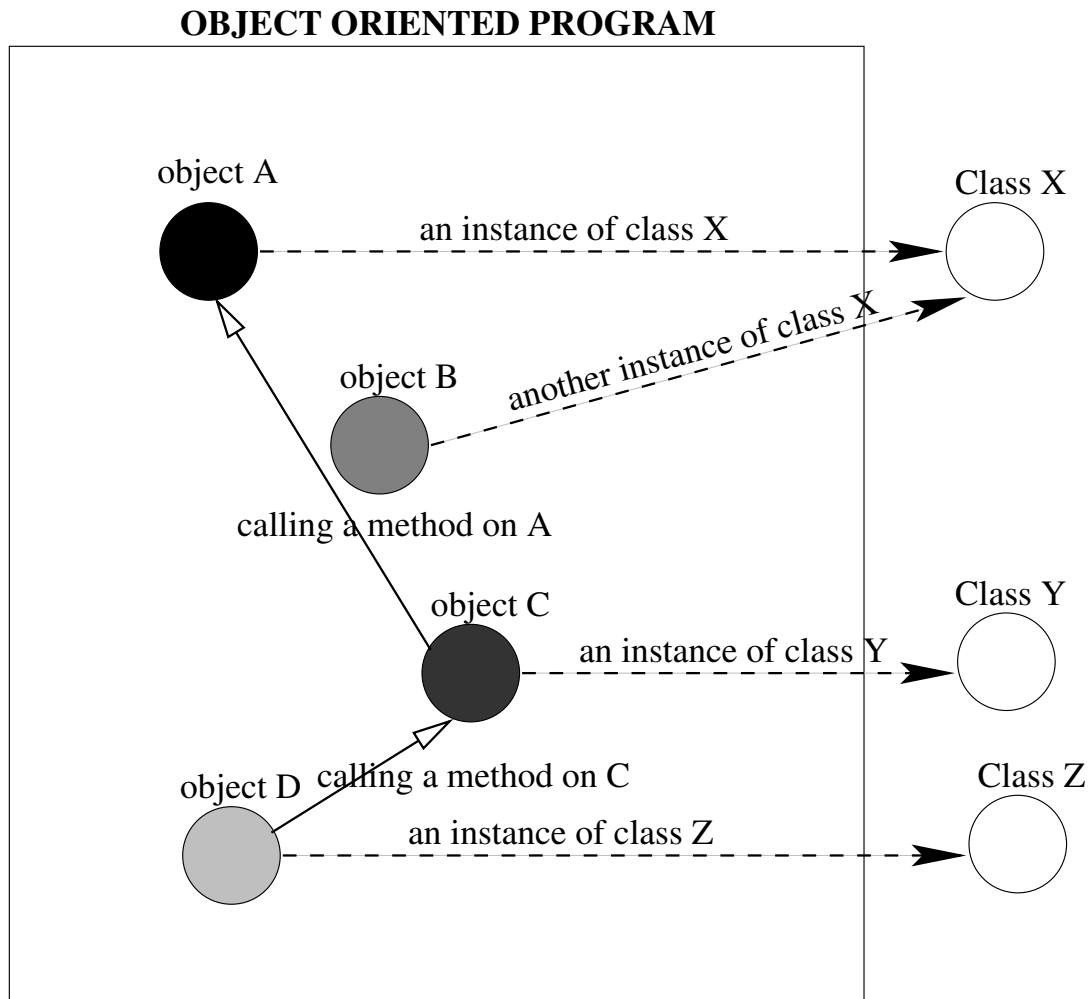 OBJECT ORIENTED PROGRAM
object A
Class X
an instance of class X
another instance of class X
object B
calling a method on A
object C
Class Y
an instance of class Y
calling a method on C
object D
Class Z
an instance of class Z